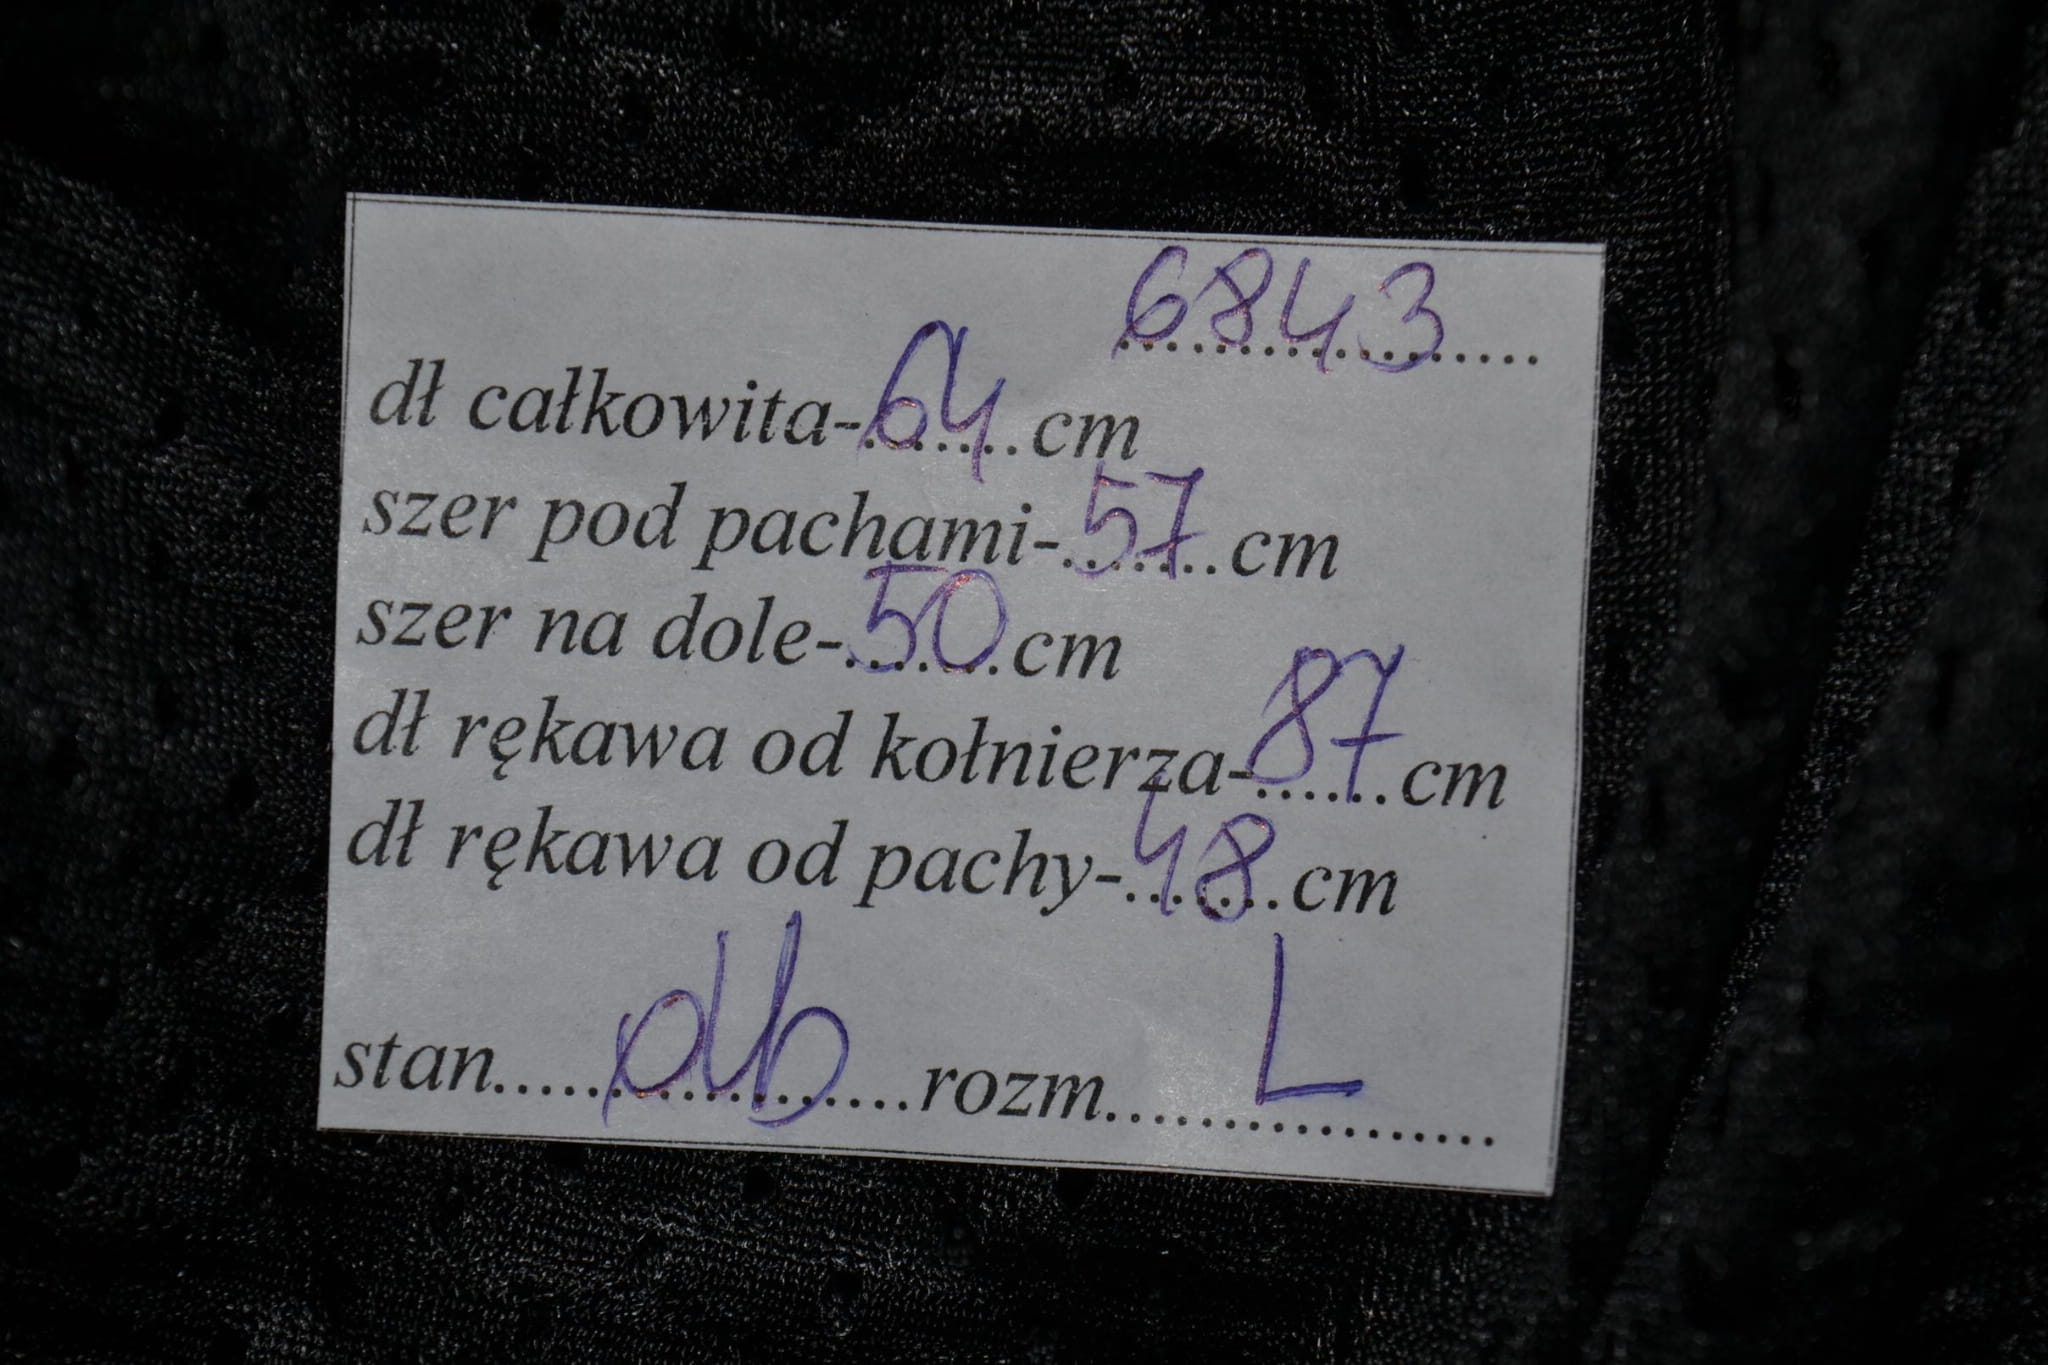 6843
dł całkowita-64cm
szer pod pachami-57cm
szer na dole-50cm
dł rękawa od kołnierza-87cm
dł rękawa od pachy-48cm
stan.....db.....rozm.....L.....